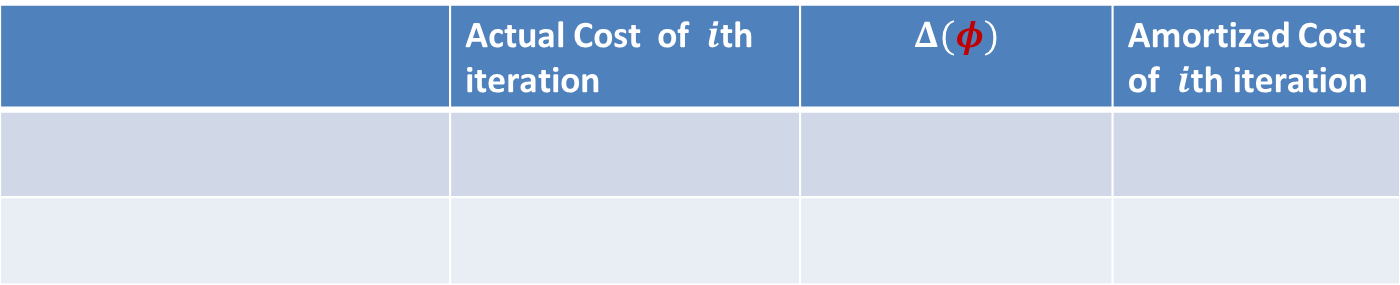 Actual Cost of 𝒊th
iteration
Δ(ϕ)
Amortized Cost
of 𝒊th iteration